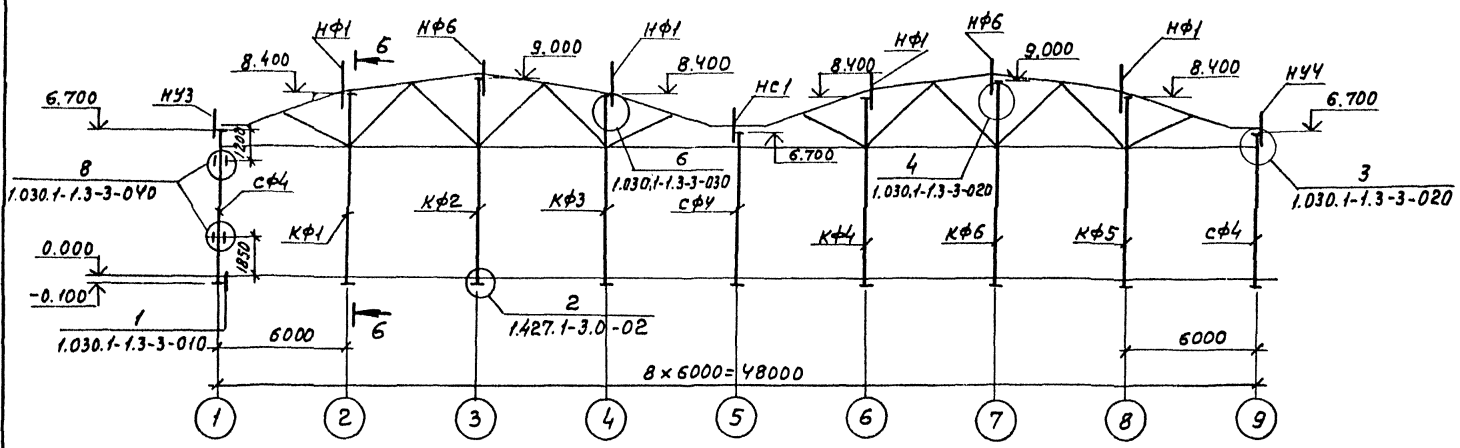 НФ1
Б
НФ6
НФ1
НФ1
НФ6
НФ1
8.400
9.000
8.400
8.400
9.000
8.400
НУ3
НС1
НУ4
6.700
6.700
6.700
1200
8
1.030.1-1.3-3-040
6
1.030.1-1.3-3-030
4
1.030.1-1.3-3-020
3
1.030.1-1.3-3-020
СФ4
КФ1
КФ2
КФ3
СФ4
КФ4
КФ6
КФ5
СФ4
0.000
1850
-0.100
1
1.030.1-1.3-3-010
2
1.427.1-3.0-02
Б
6000
6000
8 x 6000 = 48000
1 2 3 4 5 6 7 8 9